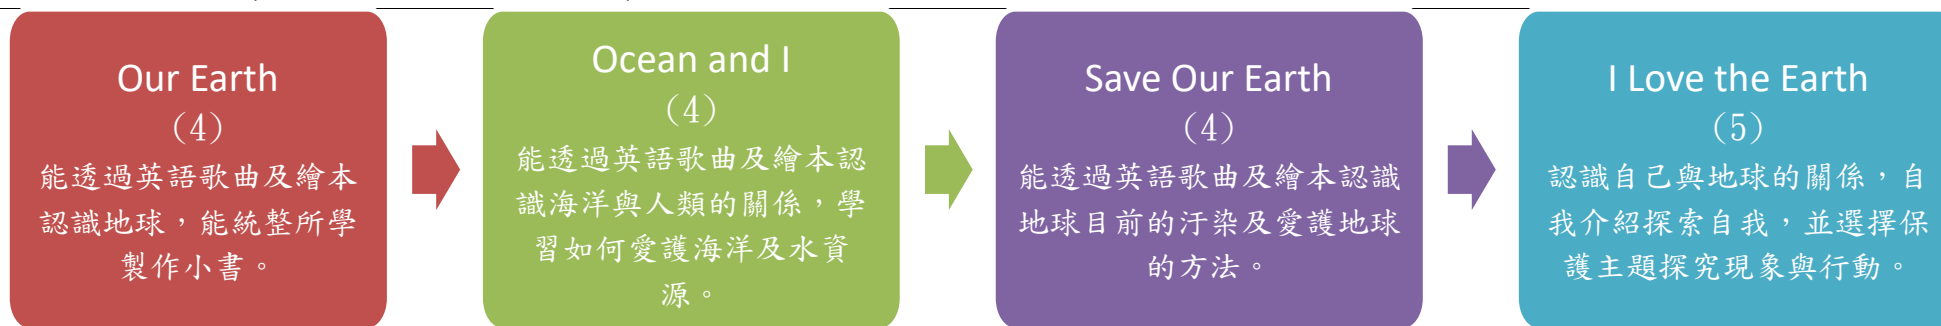 Our Earth
(4)
能透過英語歌曲及繪本
認識地球，能統整所學
製作小書。
Ocean and I
(4)
能透過英語歌曲及繪本認
識海洋與人類的關係，學
習如何愛護海洋及水資
源。
Save Our Earth
(4)
能透過英語歌曲及繪本認識
地球目前的汙染及愛護地球
的方法。
I Love the Earth
(5)
認識自己與地球的關係，自
我介紹探索自我，並選擇保
護主題探究現象與行動。